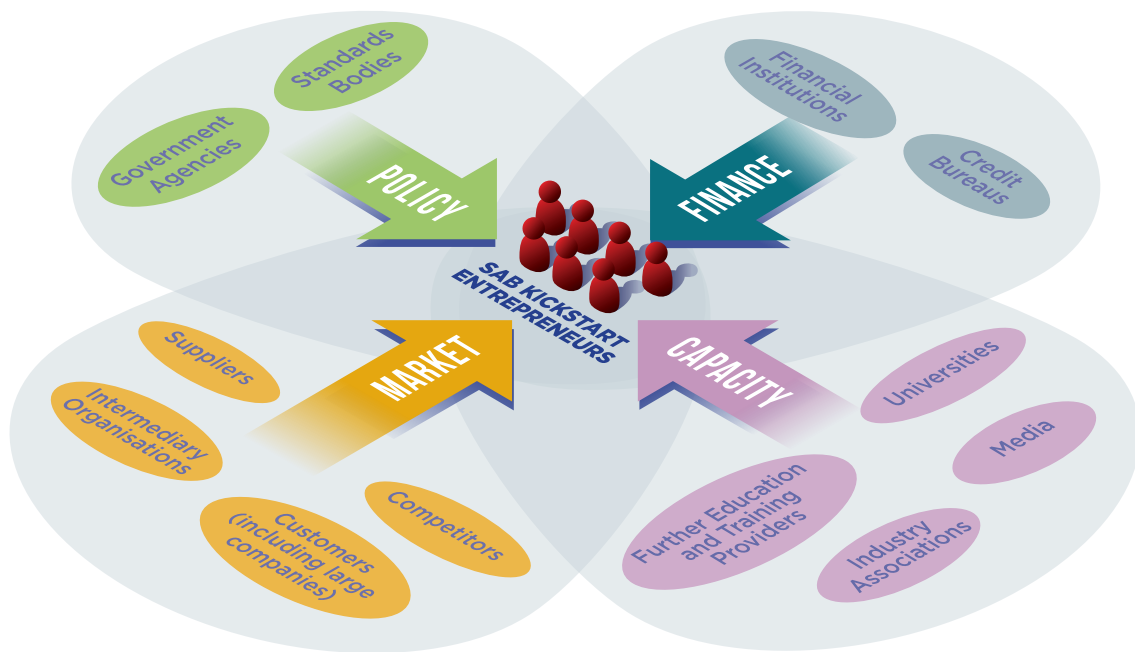 Standards
Bodies
Government
Agencies
POLICY
Financial
Institutions
Credit
Bureaus
FINANCE
SAB KICKSTART
ENTREPRENEURS
MARKET
Suppliers
Intermediary
Organisations
Customers
(including large
companies)
Competitors
CAPACITY
Universities
Media
Further Education
and Training
Providers
Industry
Associations